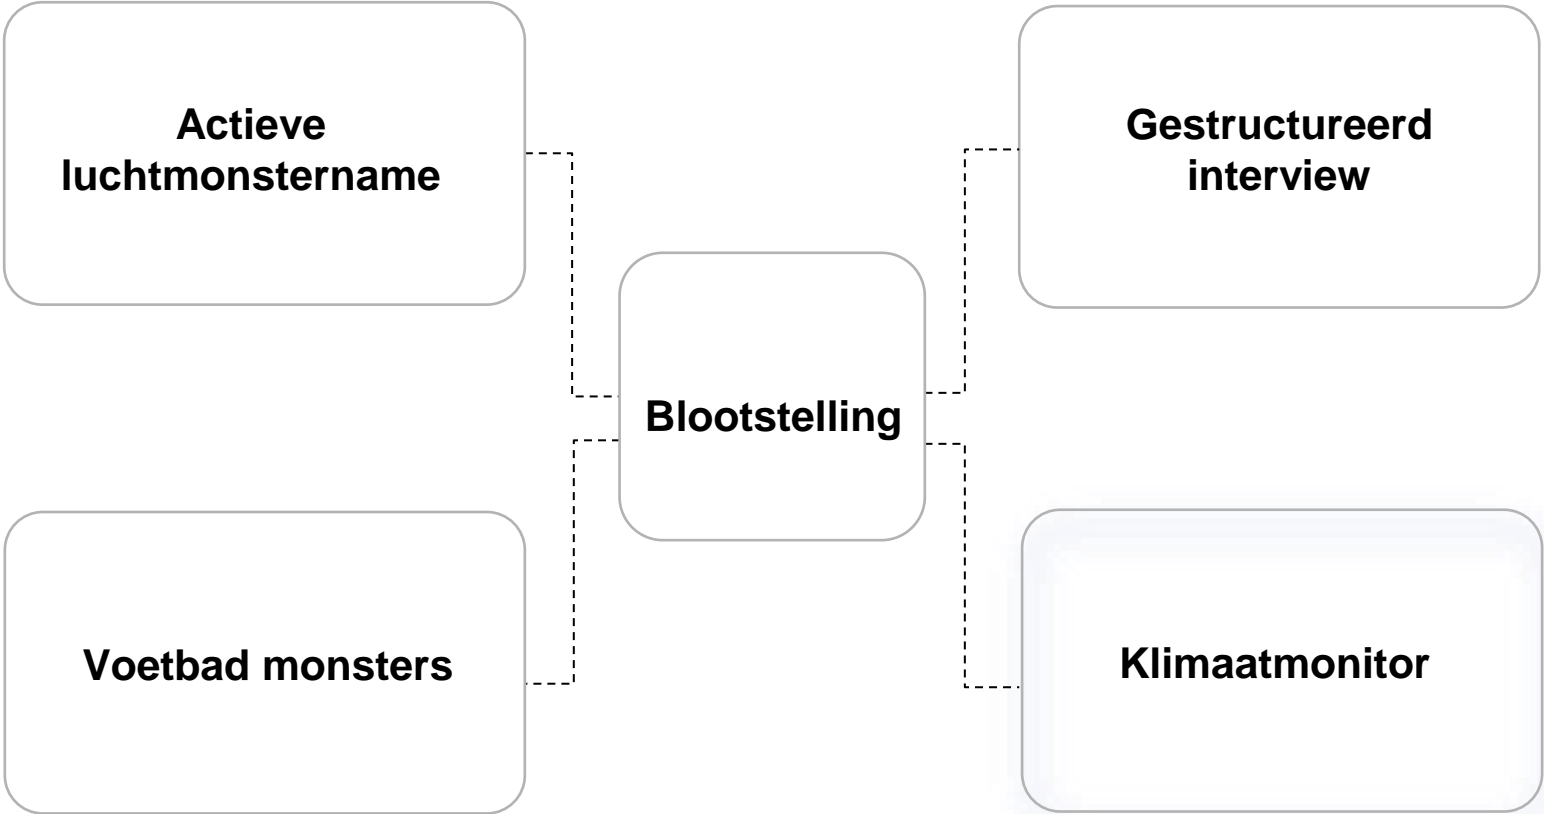 Actieve
luchtmonstername
Gestructureerd
interview
Blootstelling
Voetbad monsters
Klimaatmonitor